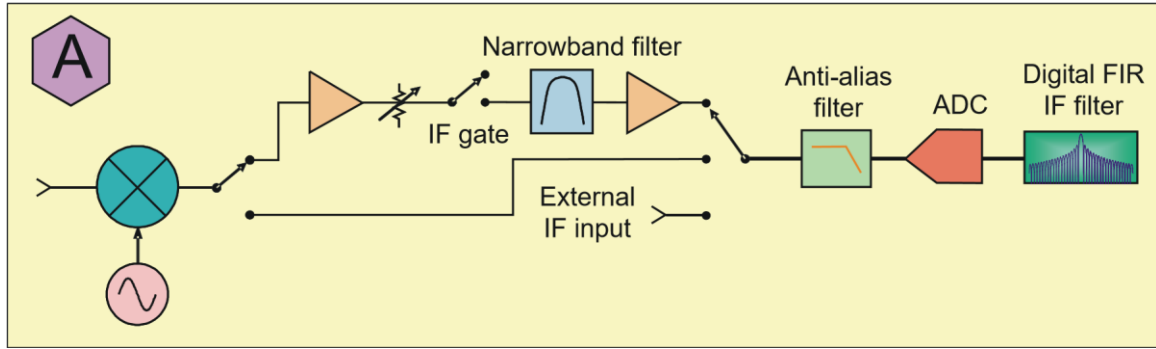 A
Narrowband filter
IF gate
Anti-alias
filter
ADC
Digital FIR
IF filter
External
IF input